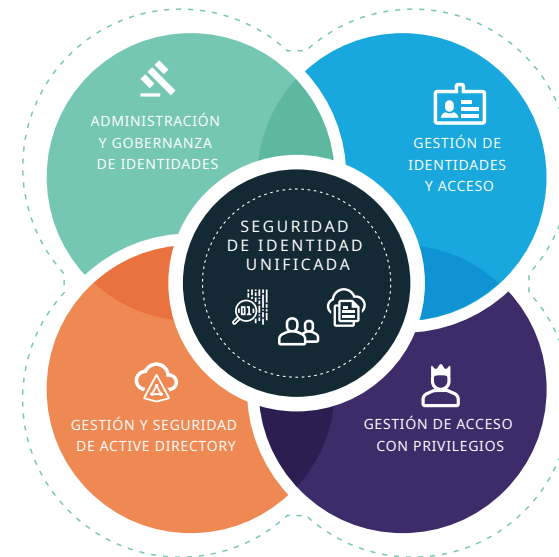 ADMINISTRACIÓN
Y GOBERNANZA
DE IDENTIDADES
GESTIÓN DE
IDENTIDADES
Y ACCESO
SEGURIDAD
DE IDENTIDAD
UNIFICADA
01
GESTIÓN Y SEGURIDAD
DE ACTIVE DIRECTORY
GESTIÓN DE ACCESO
CON PRIVILEGIOS